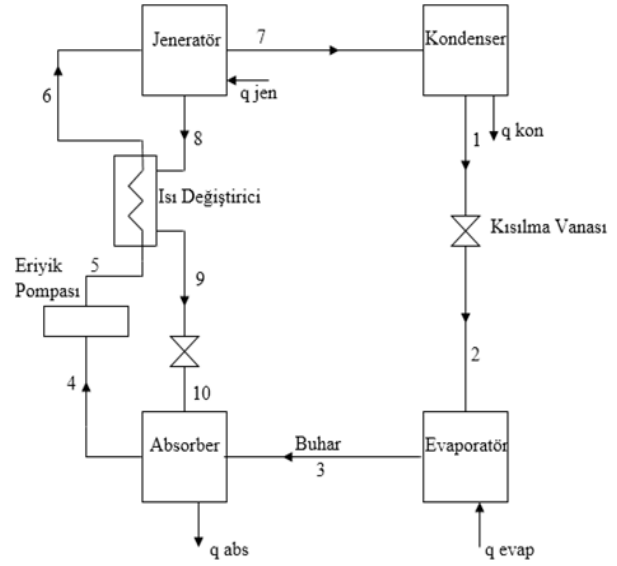 Jeneratör
7
Kondenser
6
q jen
8
1
q kon
Isı Değiştirici
Kısılma Vanası
5
9
Eriyik
Pompası
2
4
10
Absorber
Buhar
3
Evaporatör
q abs
q evap